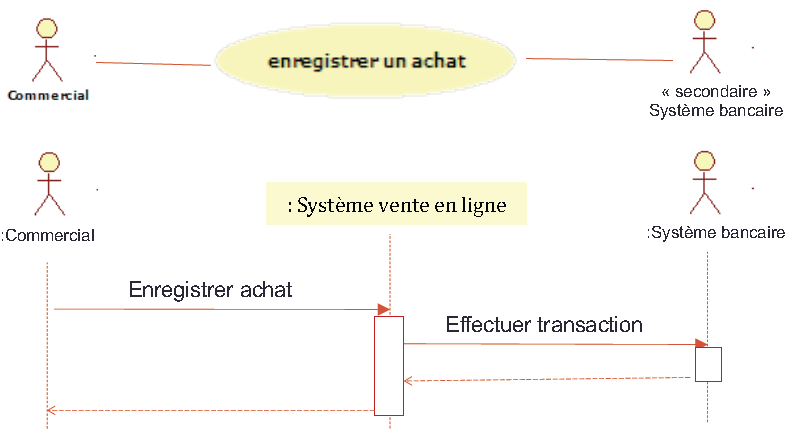 enregistrer un achat
Commercial
« secondaire »
Système bancaire
: Système vente en ligne
:Commercial
:Système bancaire
Enregistrer achat
Effectuer transaction